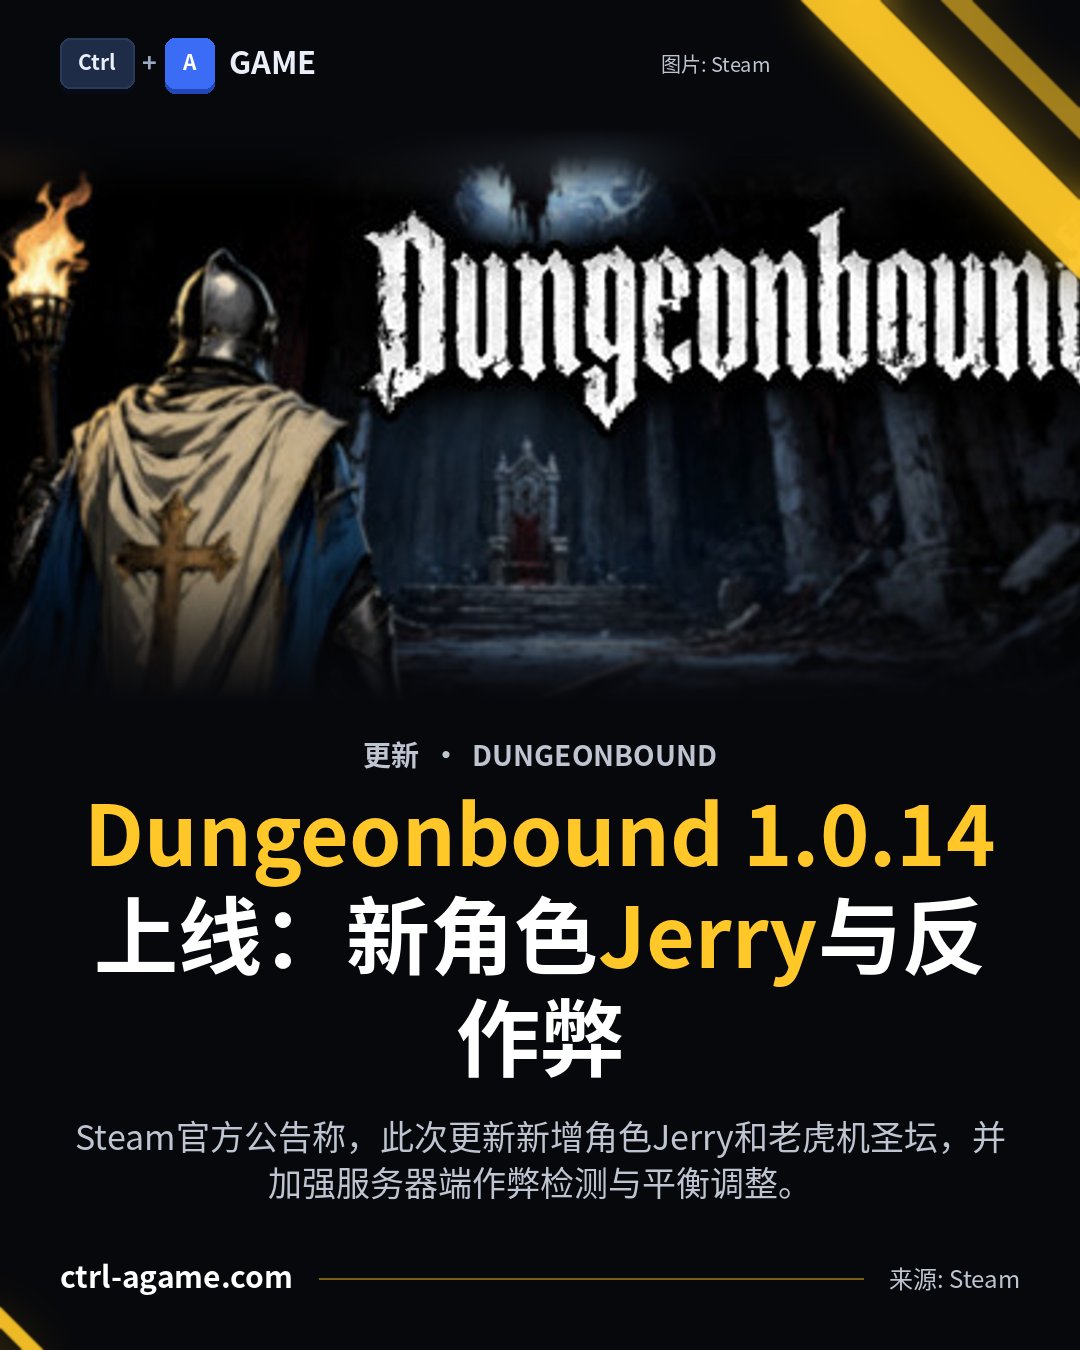 Ctrl + A GAME
图片: Steam
Dungeonbound
更新 · DUNGEONBOUND
Dungeonbound 1.0.14
上线：新角色Jerry与反
作弊
Steam官方公告称，此次更新新增角色Jerry和老虎机圣坛，并
加强服务器端作弊检测与平衡调整。
ctrl-agame.com
来源: Steam